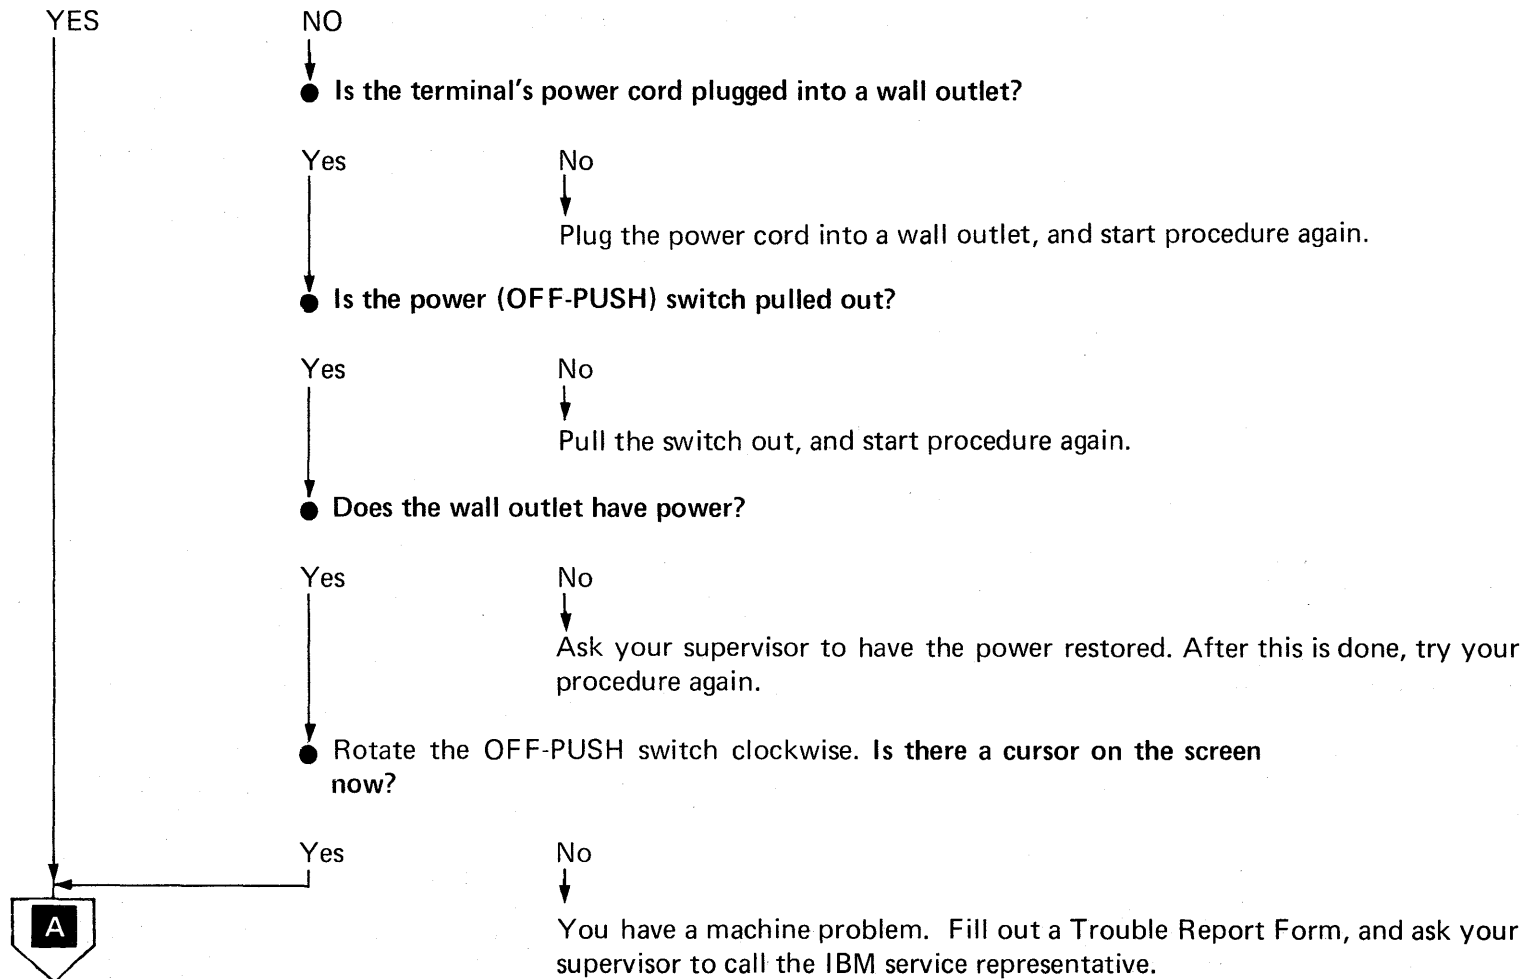 YES NO
● Is the terminal's power cord plugged into a wall outlet?
Yes No
Plug the power cord into a wall outlet, and start procedure again.
● Is the power (OFF-PUSH) switch pulled out?
Yes No
Pull the switch out, and start procedure again.
● Does the wall outlet have power?
Yes No
Ask your supervisor to have the power restored. After this is done, try your
procedure again.
● Rotate the OFF-PUSH switch clockwise. Is there a cursor on the screen
now?
Yes No
A
You have a machine problem. Fill out a Trouble Report Form, and ask your
supervisor to call the IBM service representative.